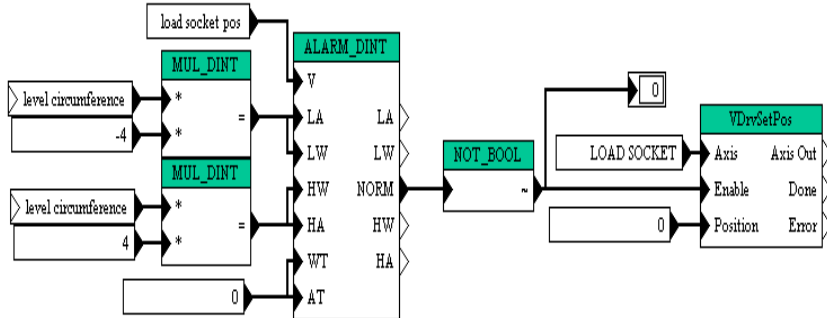 load socket pos
ALARM_DINT
MUL_DINT
V
level circumference
*
LA
LA
-4
*
=
LW
LW
0
VDrvSetPos
MUL_DINT
NOT_BOOL
LOAD SOCKET
Axis
Axis Out
HW
NORM
~
Enable
Done
level circumference
*
=
HA
HW
0
Position
Error
4
*
WT
HA
0
AT